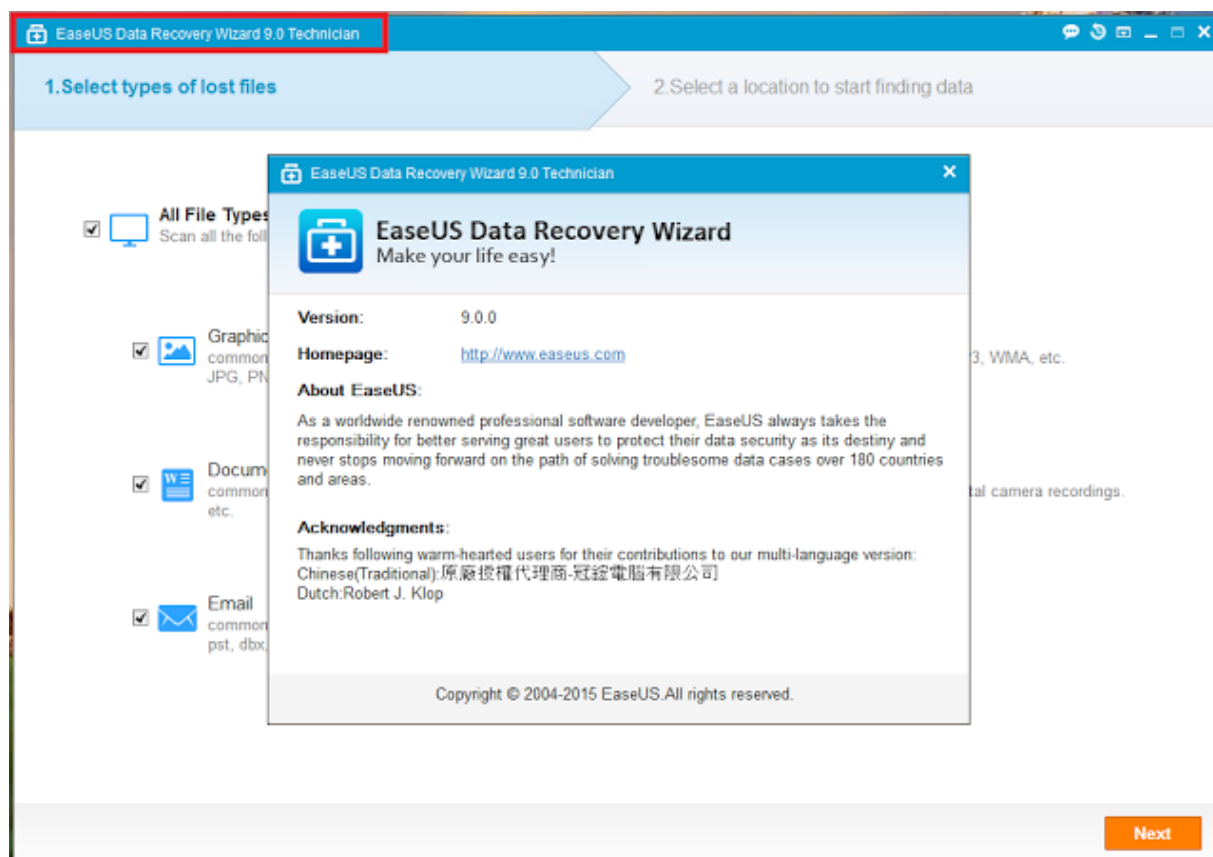 EaseUS Data Recovery Wizard 9.0 Technician
1.Select types of lost files
2.Select a location to start finding data
All File Types
Scan all the foll
Graphic
common
JPG, PN
3, WMA, etc.
Docum
common
etc.
tal camera recordings.
Email
common
pst, dbx,
EaseUS Data Recovery Wizard 9.0 Technician
EaseUS Data Recovery Wizard
Make your life easy!
Version: 9.0.0
Homepage: http://www.easeus.com
About EaseUS:
As a worldwide renowned professional software developer, EaseUS always takes the
responsibility for better serving great users to protect their data security as its destiny and
never stops moving forward on the path of solving troublesome data cases over 180 countries
and areas.
Acknowledgments:
Thanks following warm-hearted users for their contributions to our multi-language version:
Chinese(Traditional):原廠授權代理商-冠鋐電腦有限公司
Dutch:Robert J. Klop
Copyright © 2004-2015 EaseUS.All rights reserved.
Next